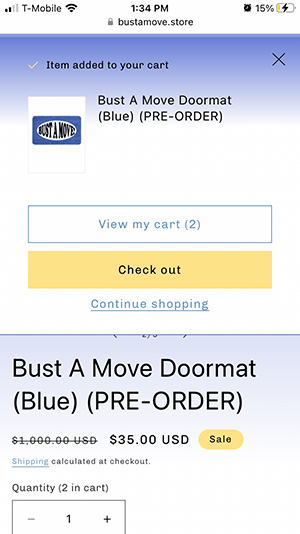 T-Mobile 1:34 PM 15%
bustamove.store
Item added to your cart
Bust A Move Doormat
(Blue) (PRE-ORDER)
BUST A MOVE!
View my cart (2)
Check out
Continue shopping
Bust A Move Doormat
(Blue) (PRE-ORDER)
$1,000.00 USD $35.00 USD Sale
Shipping calculated at checkout.
Quantity (2 in cart)
− 1 +